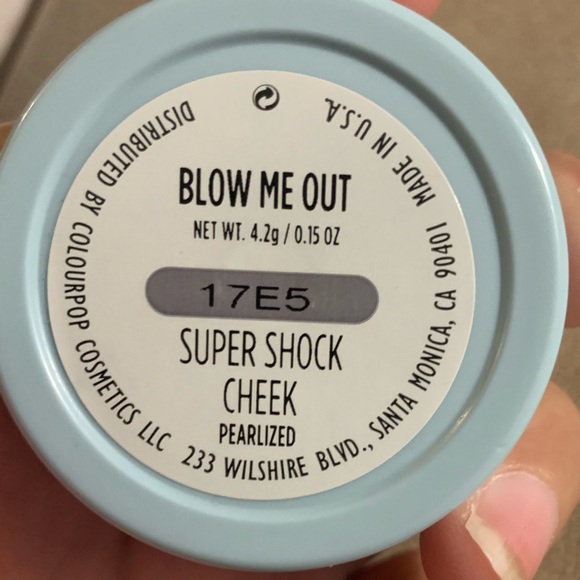 BLOW ME OUT
NET WT. 4.2g / 0.15 OZ
17E5
SUPER SHOCK
CHEEK
PEARLIZED
DISTRIBUTED BY COLOURPOP COSMETICS LLC 233 WILSHIRE BLVD., SANTA MONICA, CA 90401 MADE IN U.S.A.